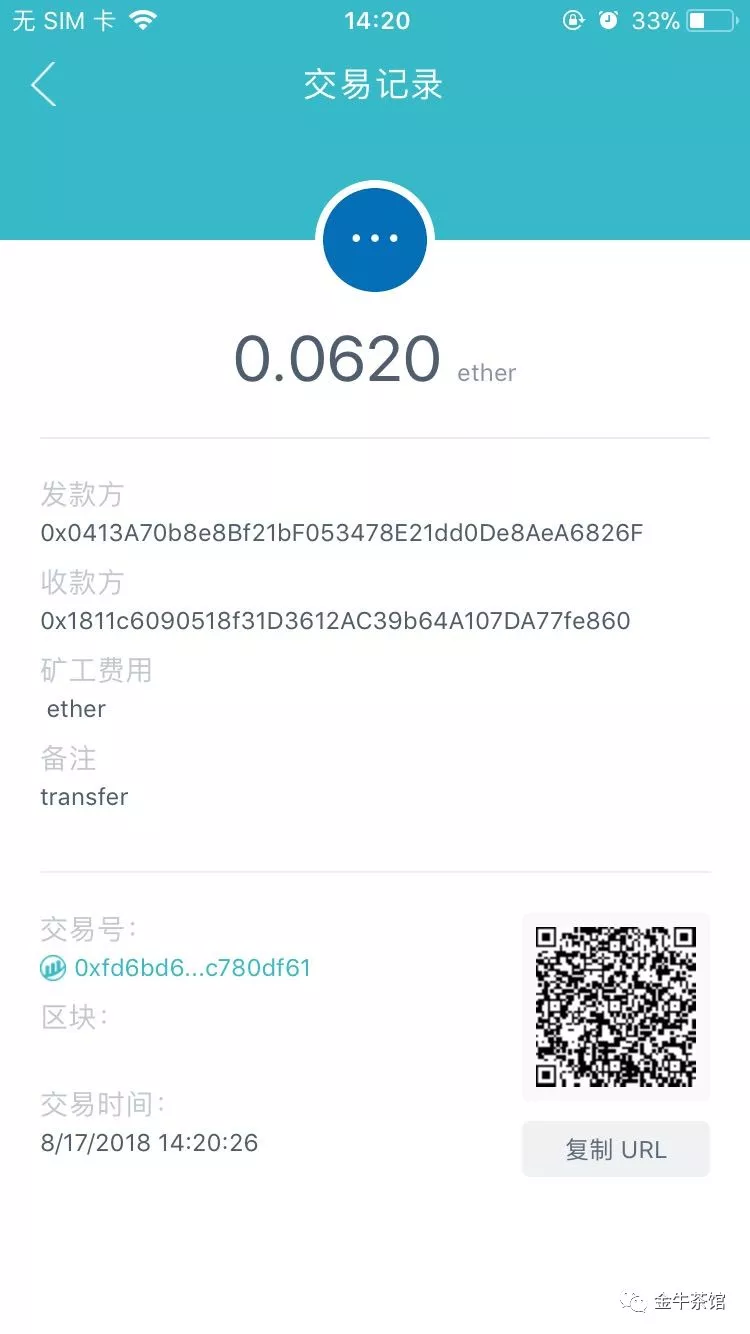 无 SIM 卡 14:20 33%
交易记录
0.0620 ether
发款方
0x0413A70b8e8Bf21bF053478E21dd0De8AeA6826F
收款方
0x1811c6090518f31D3612AC39b64A107DA77fe860
矿工费用
ether
备注
transfer
交易号:
0xfd6bd6...c780df61
区块:
交易时间:
8/17/2018 14:20:26
复制 URL
金牛茶馆